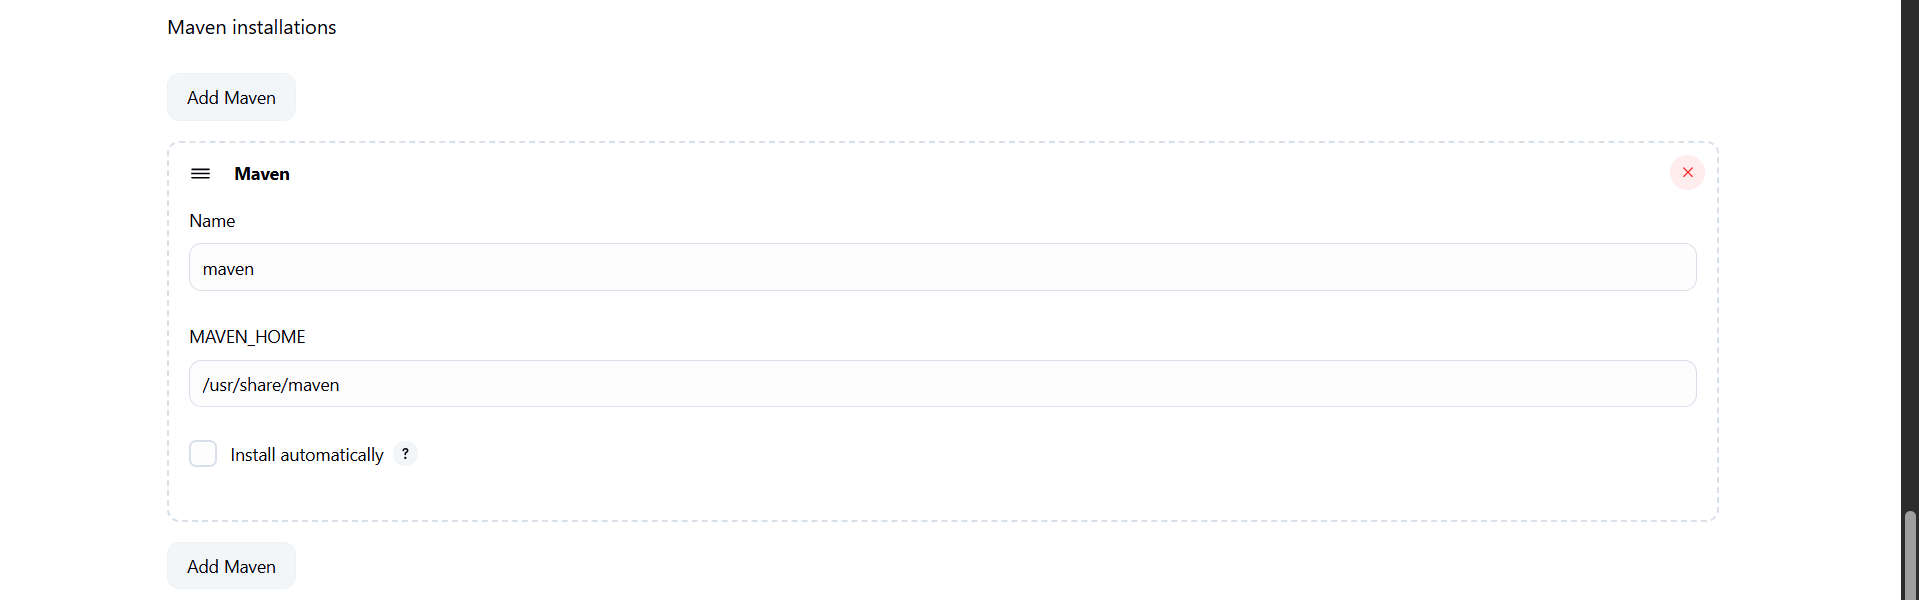 Maven installations
Add Maven
Maven
Name
maven
MAVEN_HOME
/usr/share/maven
Install automatically ?
Add Maven